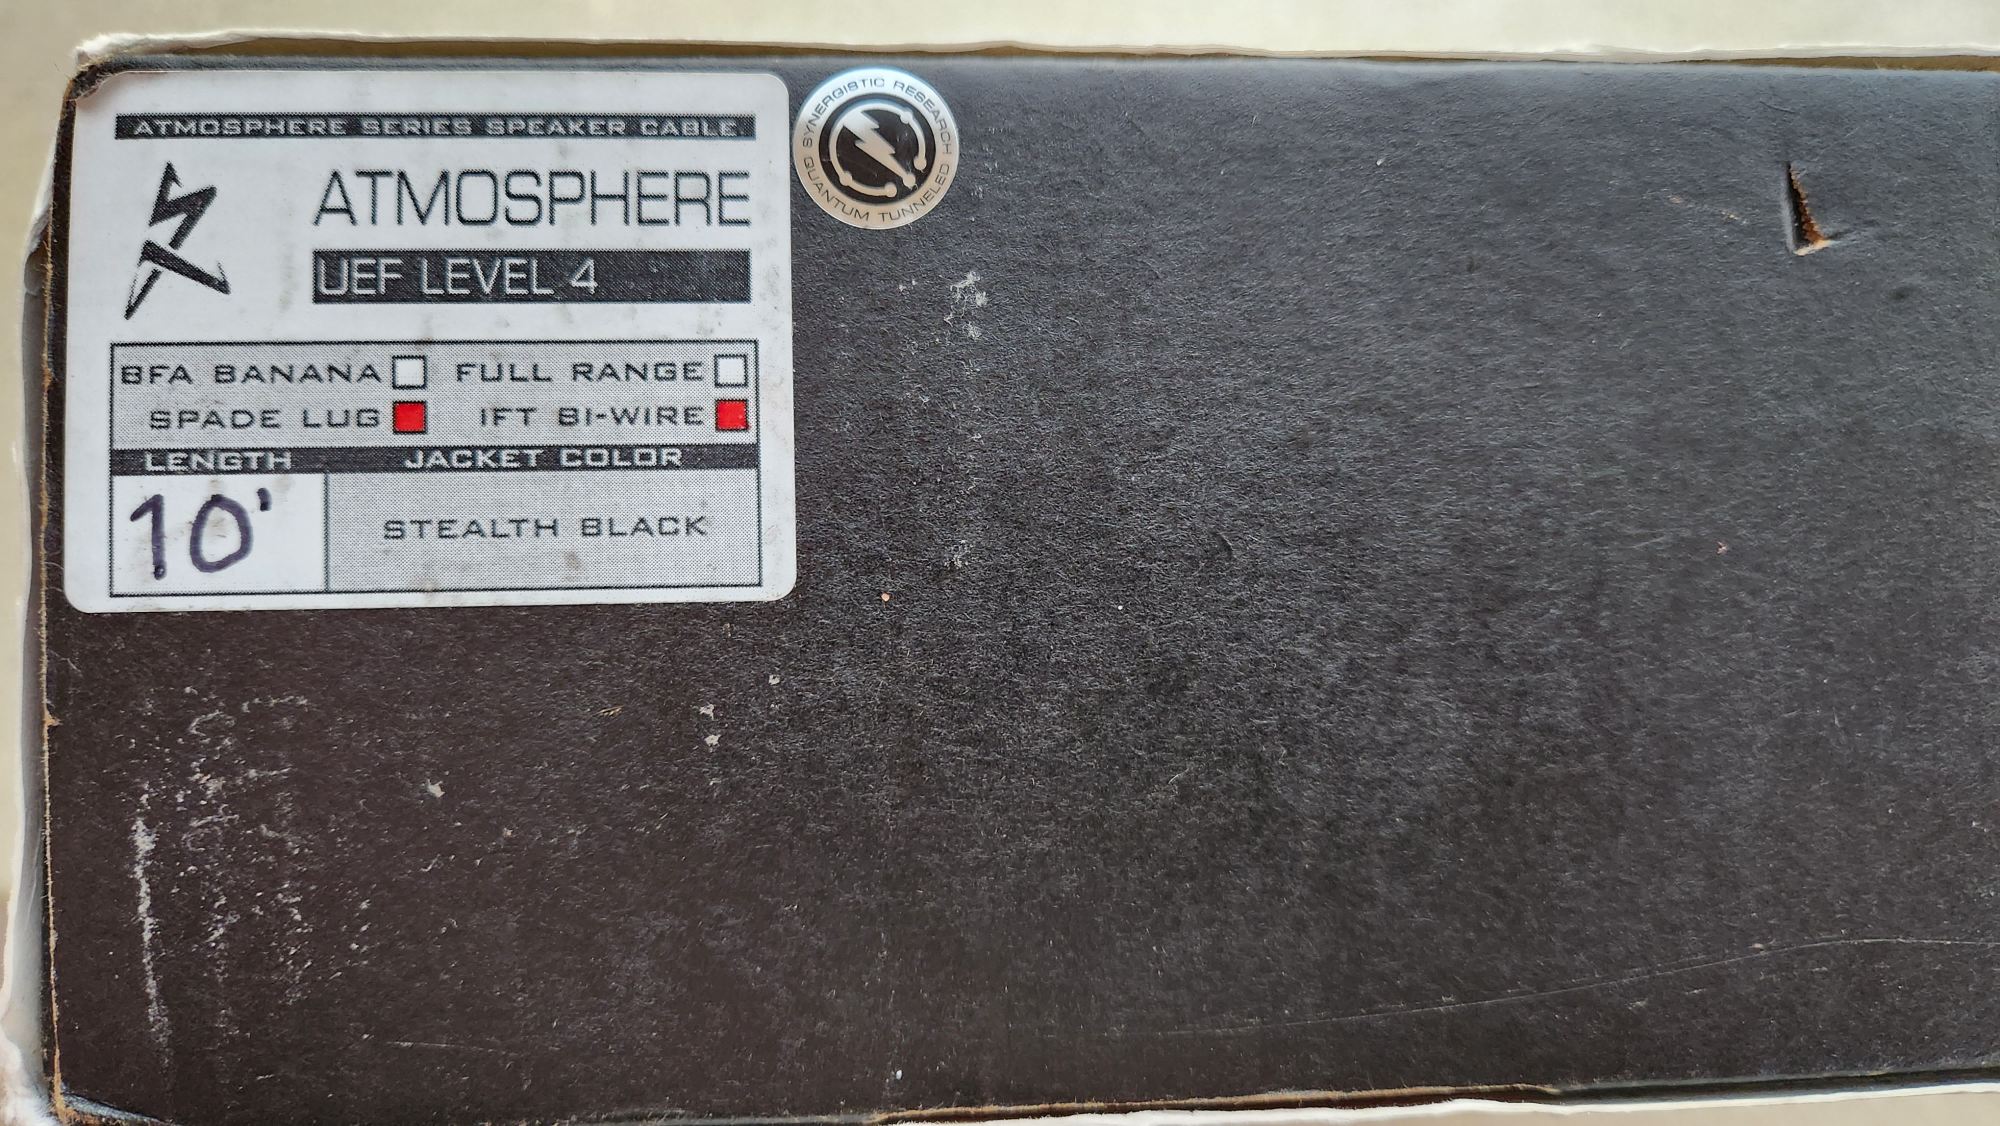 ATMOSPHERE SERIES SPEAKER CABLE
ATMOSPHERE
UEF LEVEL 4
BFA BANANA FULL RANGE
SPADE LUG IFT BI-WIRE
LENGTH JACKET COLOR
10' STEALTH BLACK
SYNERGISTIC RESEARCH
QUANTUM TUNNELED